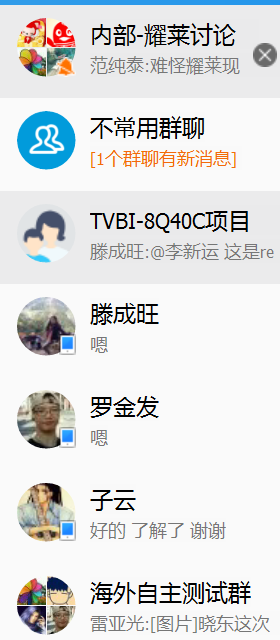 内部-耀莱讨论
范纯泰:难怪耀莱现
不常用群聊
[1个群聊有新消息]
TVBI-8Q40C项目
滕成旺:@李新运 这是re
滕成旺
嗯
罗金发
嗯
子云
好的 了解了 谢谢
海外自主测试群
雷亚光:[图片]晓东这次